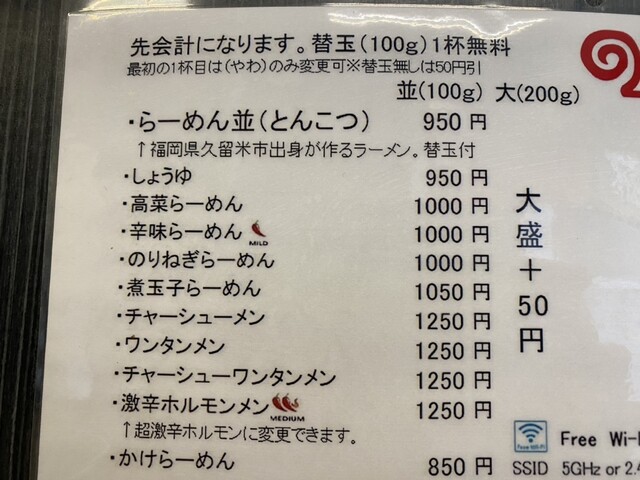 先会計になります。替玉(100g)1杯無料
最初の1杯目は(やわ)のみ変更可※替玉無しは50円引
並(100g) 大(200g)
・らーめん並(とんこつ) 950円
↑福岡県久留米市出身が作るラーメン。替玉付
・しょうゆ 950円
・高菜らーめん 1000円
・辛味らーめん MILD 1000円
・のりねぎらーめん 1000円
・煮玉子らーめん 1050円
・チャーシューメン 1250円
・ウンタンメン 1250円
・チャーシューワンタンメン 1250円
・激辛ホルモンメン MEDIUM 1250円
↑超激辛ホルモンに変更できます。
・かけらーめん 850円
大盛+50円
Free Wi-F
SSID 5GHz or 2.4